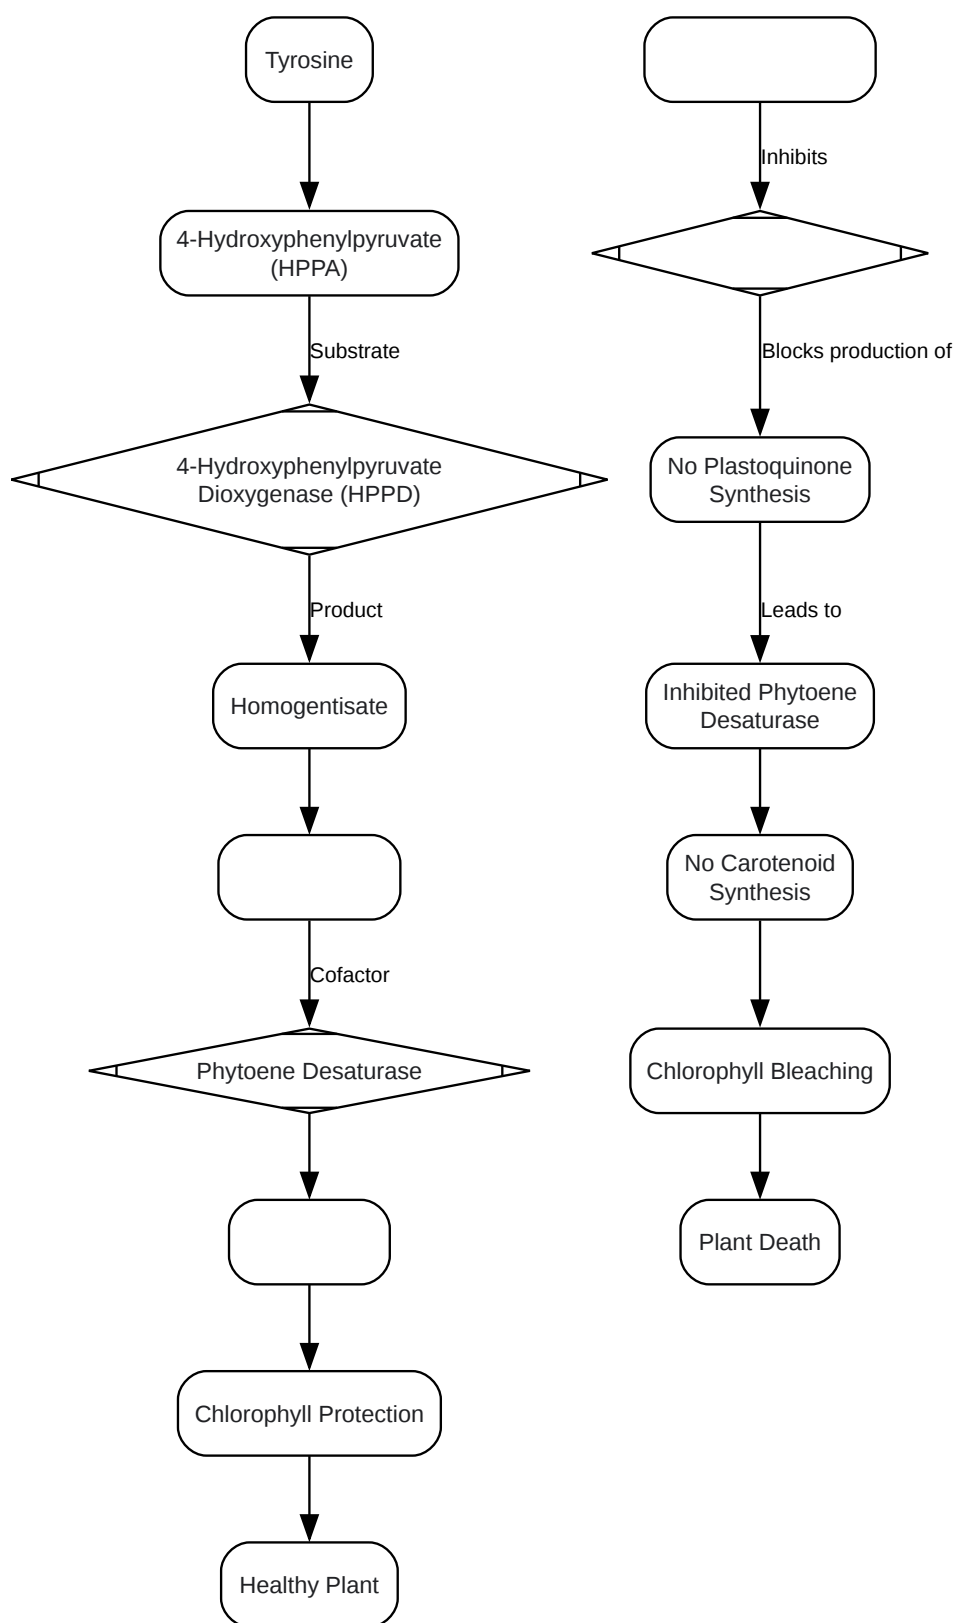 Tyrosine
4-Hydroxyphenylpyruvate
(HPPA)
Substrate
4-Hydroxyphenylpyruvate
Dioxygenase (HPPD)
Product
Homogentisate
Cofactor
Phytoene Desaturase
Chlorophyll Protection
Healthy Plant
Inhibits
Blocks production of
No Plastoquinone
Synthesis
Leads to
Inhibited Phytoene
Desaturase
No Carotenoid
Synthesis
Chlorophyll Bleaching
Plant Death